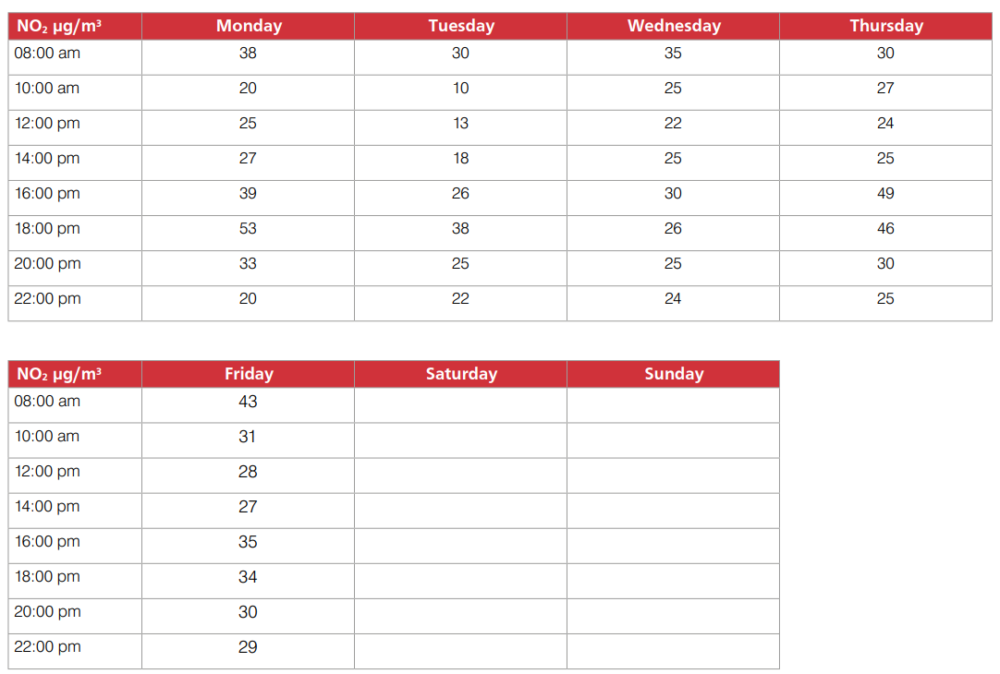 NO₂ µg/m³ Monday Tuesday Wednesday Thursday
08:00 am 38 30 35 30
10:00 am 20 10 25 27
12:00 pm 25 13 22 24
14:00 pm 27 18 25 25
16:00 pm 39 26 30 49
18:00 pm 53 38 26 46
20:00 pm 33 25 25 30
22:00 pm 20 22 24 25
NO₂ µg/m³ Friday Saturday Sunday
08:00 am 43
10:00 am 31
12:00 pm 28
14:00 pm 27
16:00 pm 35
18:00 pm 34
20:00 pm 30
22:00 pm 29